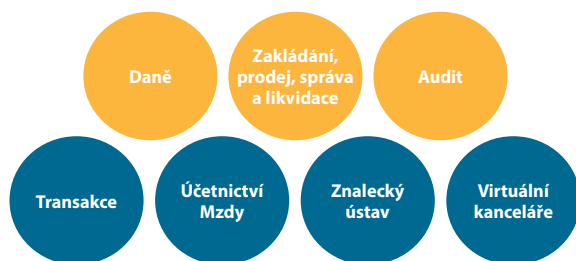 Daně
Zakládání,
prodej, správa
a likvidace
Audit
Transakce
Účetnictví
Mzdy
Znalecký
ústav
Virtuální
kanceláře